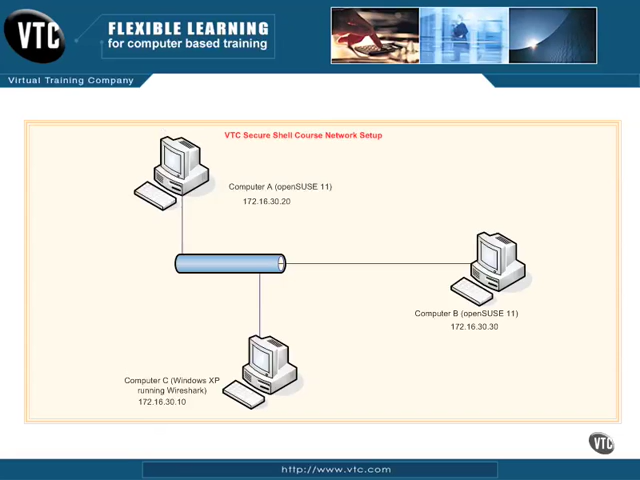 VTC
FLEXIBLE LEARNING
for computer based training
Virtual Training Company
VTC Secure Shell Course Network Setup
Computer A (openSUSE 11)
172.16.30.20
Computer B (openSUSE 11)
172.16.30.30
Computer C (Windows XP
running Wireshark)
172.16.30.10
VTC
http://www.vtc.com